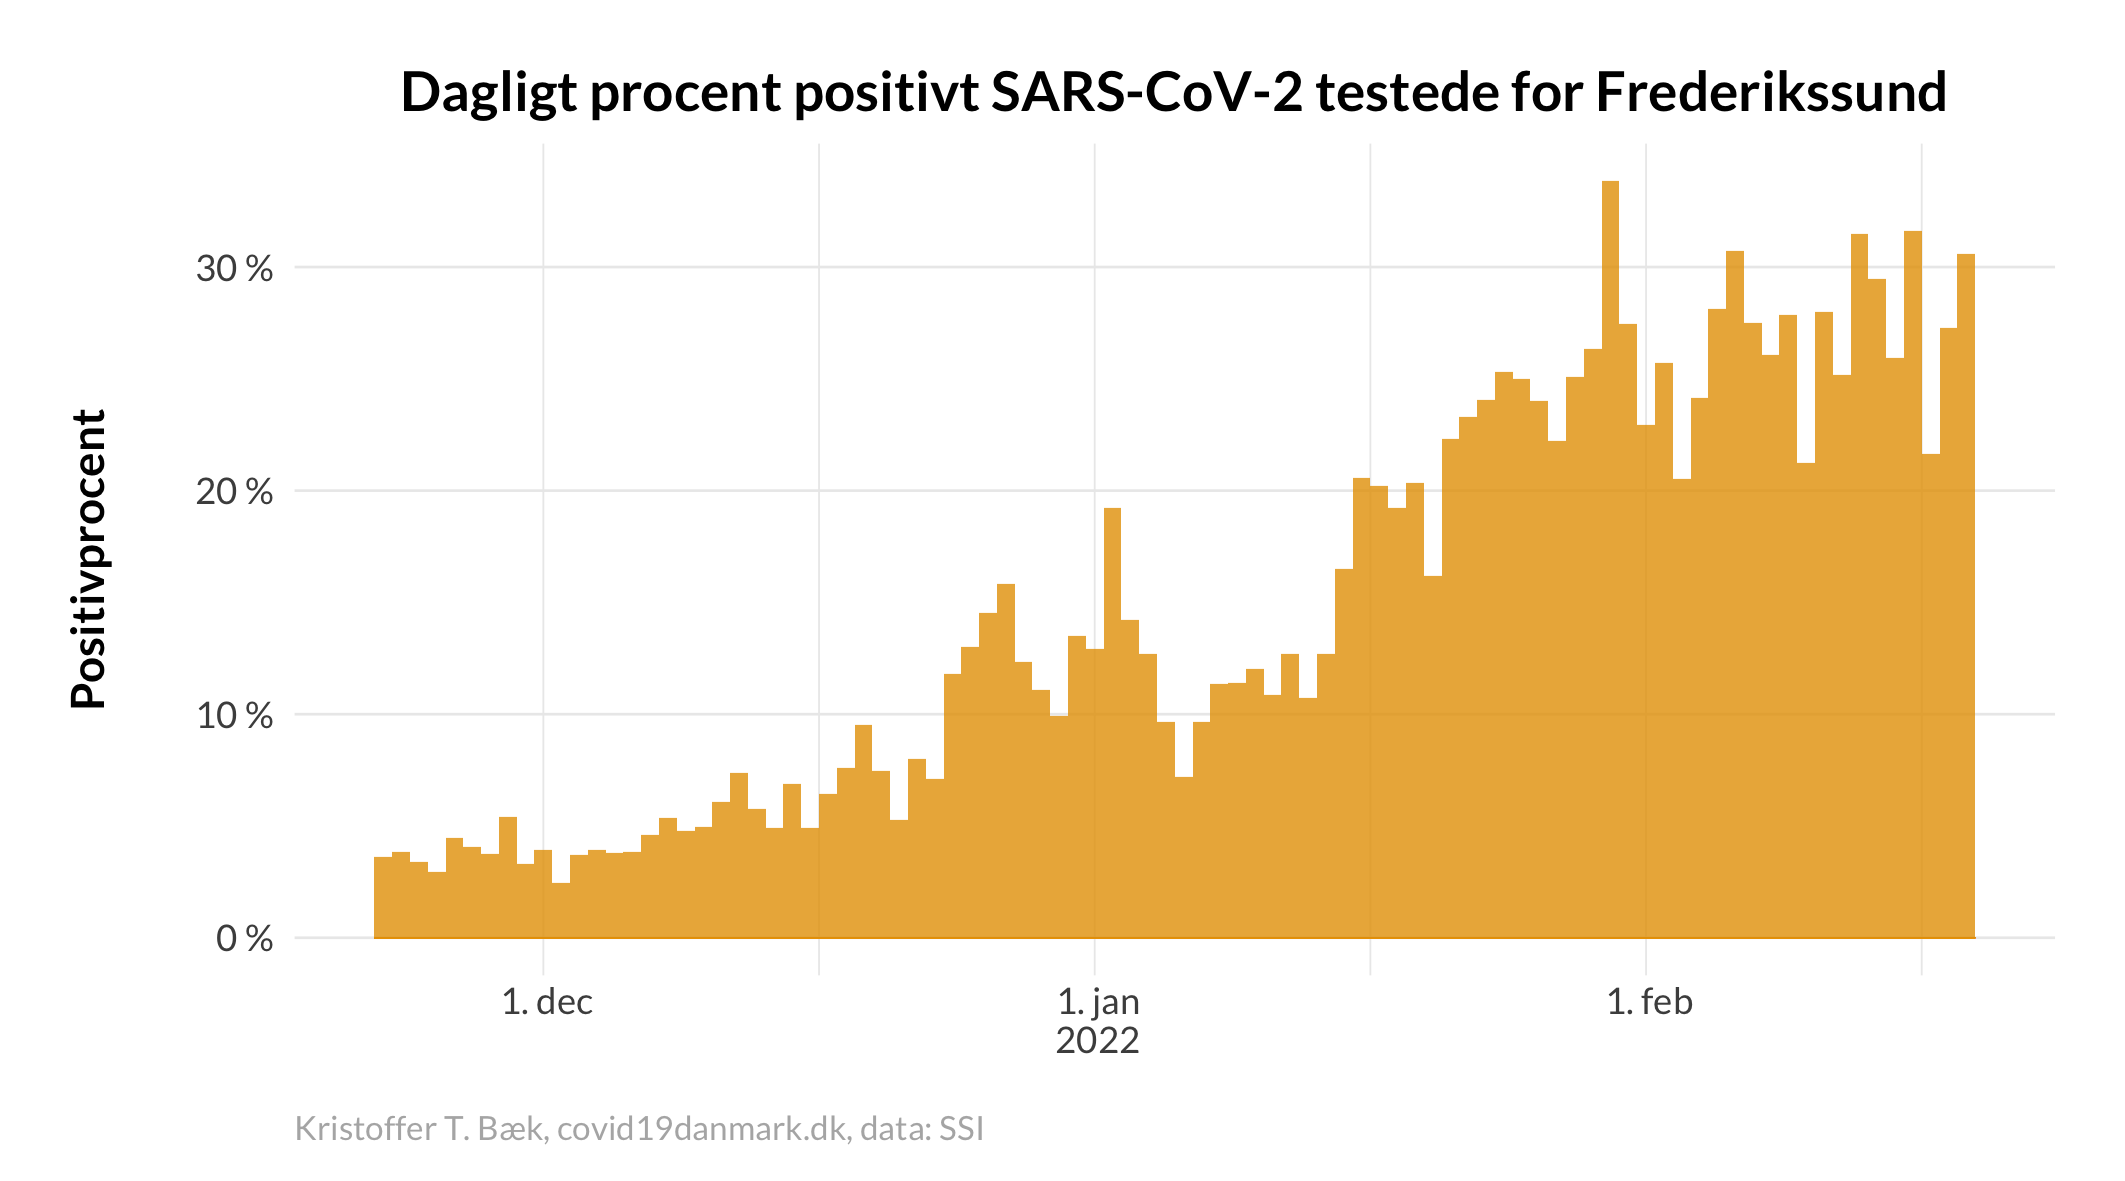 Dagligt procent positivt SARS-CoV-2 testede for Frederikssund
Positivprocent
30 %
20 %
10 %
0 %
1. dec
1. jan
2022
1. feb
Kristoffer T. Bæk, covid19danmark.dk, data: SSI